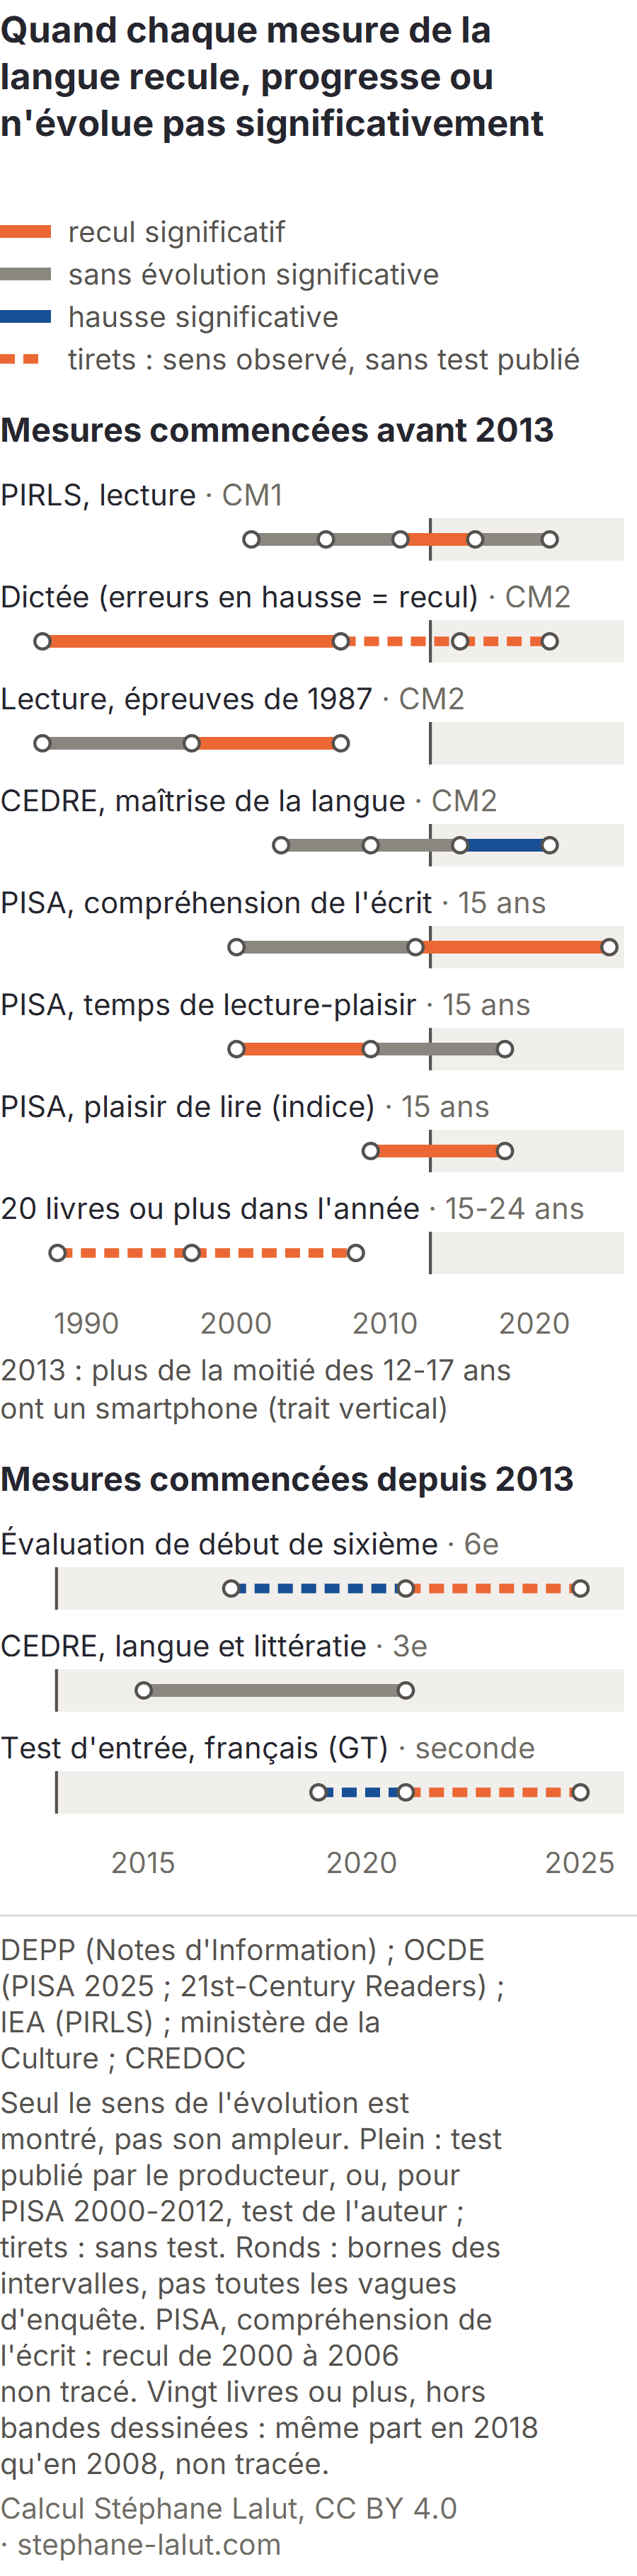 Quand chaque mesure de la
langue recule, progresse ou
n'évolue pas significativement
recul significatif
sans évolution significative
hausse significative
tirets : sens observé, sans test publié
Mesures commencées avant 2013
PIRLS, lecture · CM1
Dictée (erreurs en hausse = recul) · CM2
Lecture, épreuves de 1987 · CM2
CEDRE, maîtrise de la langue · CM2
PISA, compréhension de l'écrit · 15 ans
PISA, temps de lecture-plaisir · 15 ans
PISA, plaisir de lire (indice) · 15 ans
20 livres ou plus dans l'année · 15-24 ans
1990 2000 2010 2020
2013 : plus de la moitié des 12-17 ans
ont un smartphone (trait vertical)
Mesures commencées depuis 2013
Évaluation de début de sixième · 6e
CEDRE, langue et littératie · 3e
Test d'entrée, français (GT) · seconde
2015 2020 2025
DEPP (Notes d'Information) ; OCDE
(PISA 2025 ; 21st-Century Readers) ;
IEA (PIRLS) ; ministère de la
Culture ; CREDOC
Seul le sens de l'évolution est
montré, pas son ampleur. Plein : test
publié par le producteur, ou, pour
PISA 2000-2012, test de l'auteur ;
tirets : sans test. Ronds : bornes des
intervalles, pas toutes les vagues
d'enquête. PISA, compréhension de
l'écrit : recul de 2000 à 2006
non tracé. Vingt livres ou plus, hors
bandes dessinées : même part en 2018
qu'en 2008, non tracée.
Calcul Stéphane Lalut, CC BY 4.0
· stephane-lalut.com